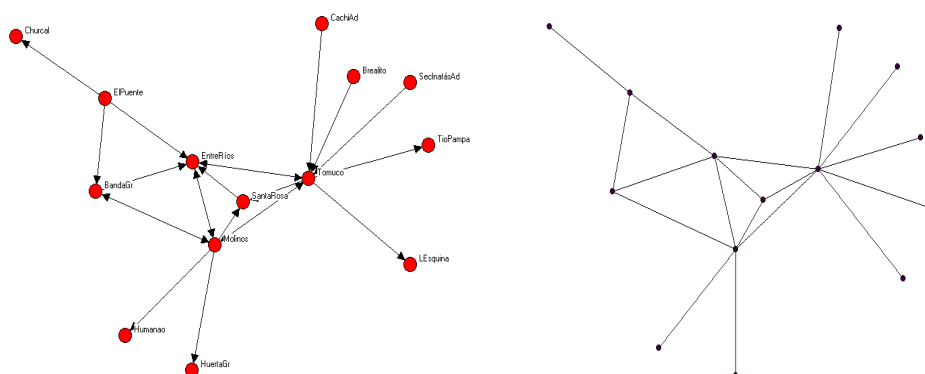 CachiAd
Churcal
Brealito
SeclnatásAd
ElPuente
TioPampa
EntreRíos
Tomuco
BandaGr
SantaRosa
Molinos
LEsquina
Humanao
HuertaGr